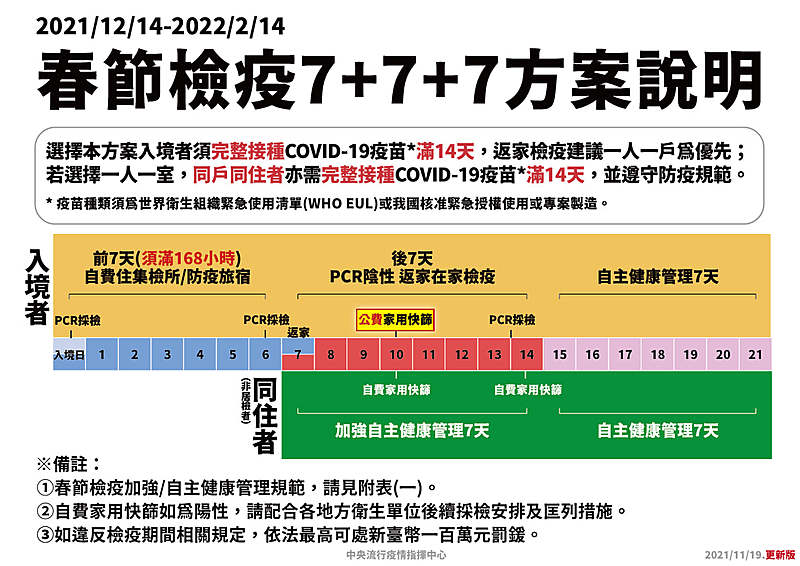 2021/12/14-2022/2/14
春節檢疫7+7+7方案說明
選擇本方案入境者須完整接種COVID-19疫苗*滿14天，返家檢疫建議一人一戶為優先；
若選擇一人一室，同戶同住者亦需完整接種COVID-19疫苗*滿14天，並遵守防疫規範。
* 疫苗種類須為世界衛生組織緊急使用清單(WHO EUL)或我國核准緊急授權使用或專案製造。
入境者
前7天(須滿168小時)
自費住集檢所/防疫旅宿
後7天
PCR陰性 返家在家檢疫
自主健康管理7天
PCR採檢
PCR採檢
返家
公費家用快篩
PCR採檢
入境日 1 2 3 4 5 6 7 8 9 10 11 12 13 14 15 16 17 18 19 20 21
同住者
(非居檢者)
自費家用快篩
自費家用快篩
加強自主健康管理7天
自主健康管理7天
※備註：
①春節檢疫加強/自主健康管理規範，請見附表(一)。
②自費家用快篩如為陽性，請配合各地方衛生單位後續採檢安排及匡列措施。
③如違反檢疫期間相關規定，依法最高可處新臺幣一百萬元罰鍰。
中央流行疫情指揮中心
2021/11/19.更新版